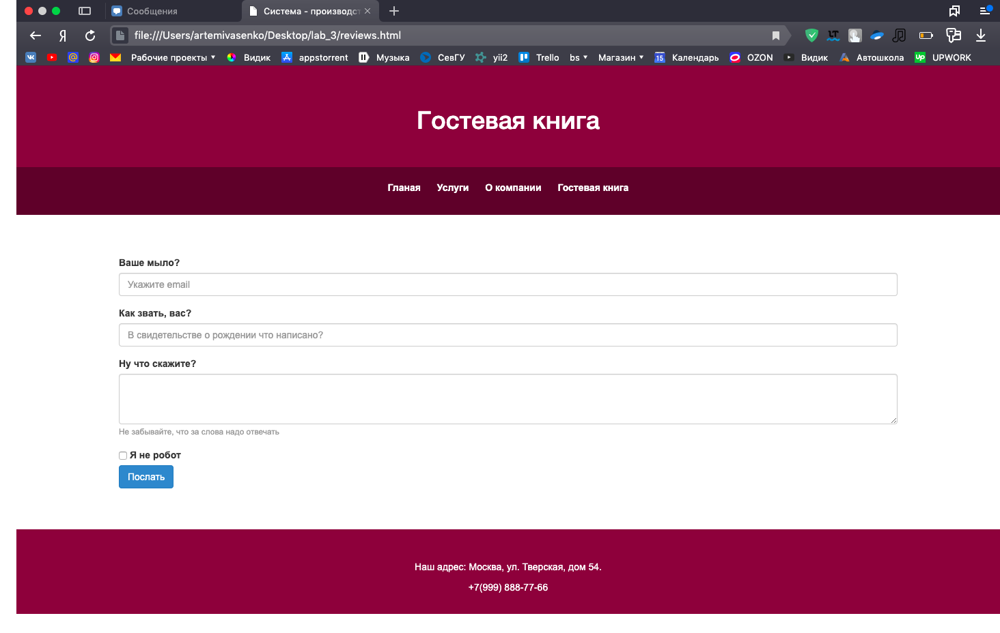 Сообщения
Система - производст
Я
file:///Users/artemivasenko/Desktop/lab_3/reviews.html
Рабочие проекты Видик appstorrent Музыка СевГУ yii2 Trello bs Магазин 15 Календарь OZON Видик Автошкола Up UPWORK
Гостевая книга
Гланая Услуги О компании Гостевая книга
Ваше мыло?
Укажите email
Как звать, вас?
В свидетельстве о рождении что написано?
Ну что скажите?
Не забывайте, что за слова надо отвечать
Я не робот
Послать
Наш адрес: Москва, ул. Тверская, дом 54.
+7(999) 888-77-66